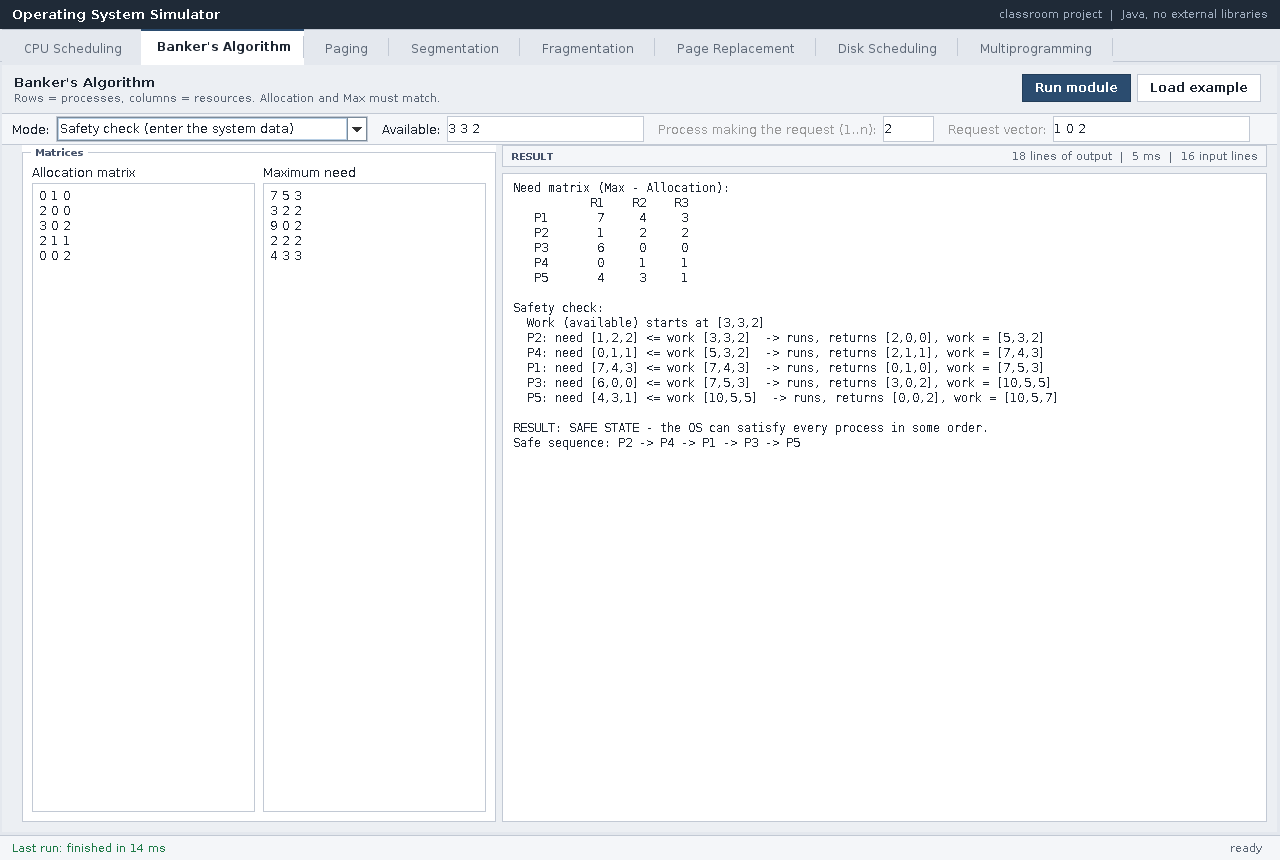 Operating System Simulator
classroom project | Java, no external libraries
CPU Scheduling Banker's Algorithm Paging Segmentation Fragmentation Page Replacement Disk Scheduling Multiprogramming
Banker's Algorithm
Rows = processes, columns = resources. Allocation and Max must match.
Run module Load example
Mode: Safety check (enter the system data) Available: 3 3 2 Process making the request (1..n): 2 Request vector: 1 0 2
Matrices
Allocation matrix
0 1 0
2 0 0
3 0 2
2 1 1
0 0 2
Maximum need
7 5 3
3 2 2
9 0 2
2 2 2
4 3 3
RESULT
18 lines of output | 5 ms | 16 input lines
Need matrix (Max - Allocation):
R1 R2 R3
P1 7 4 3
P2 1 2 2
P3 6 0 0
P4 0 1 1
P5 4 3 1
Safety check:
Work (available) starts at [3,3,2]
P2: need [1,2,2] <= work [3,3,2] -> runs, returns [2,0,0], work = [5,3,2]
P4: need [0,1,1] <= work [5,3,2] -> runs, returns [2,1,1], work = [7,4,3]
P1: need [7,4,3] <= work [7,4,3] -> runs, returns [0,1,0], work = [7,5,3]
P3: need [6,0,0] <= work [7,5,3] -> runs, returns [3,0,2], work = [10,5,5]
P5: need [4,3,1] <= work [10,5,5] -> runs, returns [0,0,2], work = [10,5,7]
RESULT: SAFE STATE - the OS can satisfy every process in some order.
Safe sequence: P2 -> P4 -> P1 -> P3 -> P5
Last run: finished in 14 ms
ready